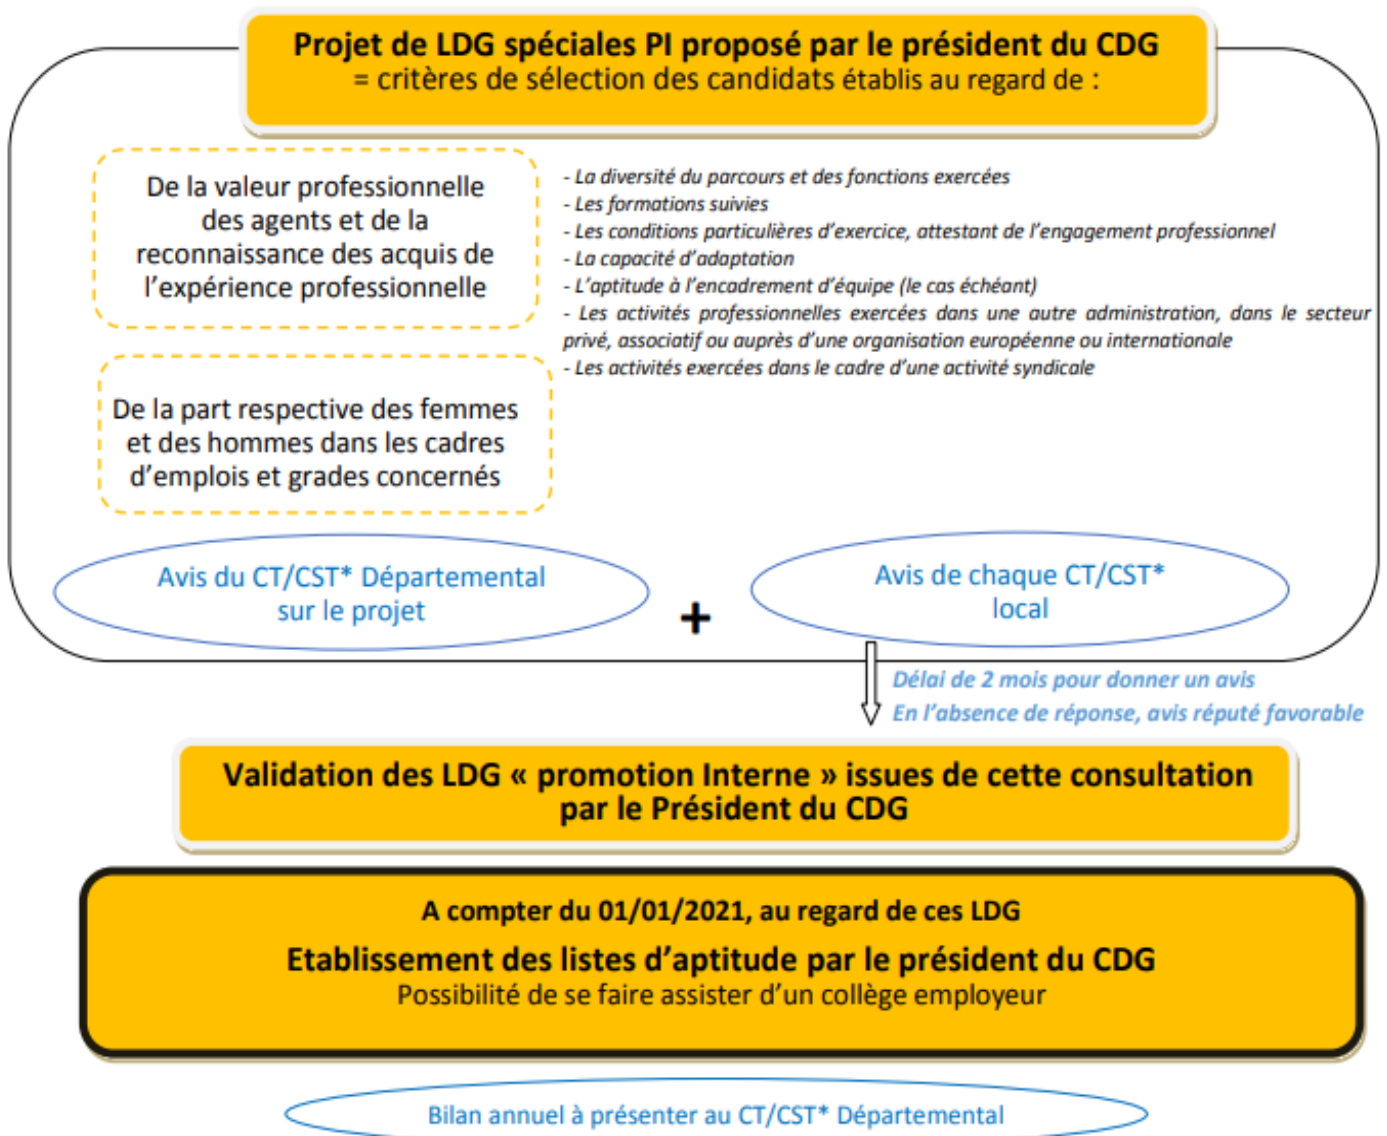 Projet de LDG spéciales PI proposé par le président du CDG
= critères de sélection des candidats établis au regard de :
De la valeur professionnelle
des agents et de la
reconnaissance des acquis de
l’expérience professionnelle
- La diversité du parcours et des fonctions exercées
- Les formations suivies
- Les conditions particulières d’exercice, attestant de l’engagement professionnel
- La capacité d’adaptation
- L’aptitude à l’encadrement d’équipe (le cas échéant)
- Les activités professionnelles exercées dans une autre administration, dans le secteur
privé, associatif ou auprès d’une organisation européenne ou internationale
- Les activités exercées dans le cadre d’une activité syndicale
De la part respective des femmes
et des hommes dans les cadres
d’emplois et grades concernés
Avis du CT/CST* Départemental
sur le projet
+
Avis de chaque CT/CST*
local
Délai de 2 mois pour donner un avis
En l’absence de réponse, avis réputé favorable
Validation des LDG « promotion Interne » issues de cette consultation
par le Président du CDG
A compter du 01/01/2021, au regard de ces LDG
Etablissement des listes d’aptitude par le président du CDG
Possibilité de se faire assister d’un collège employeur
Bilan annuel à présenter au CT/CST* Départemental